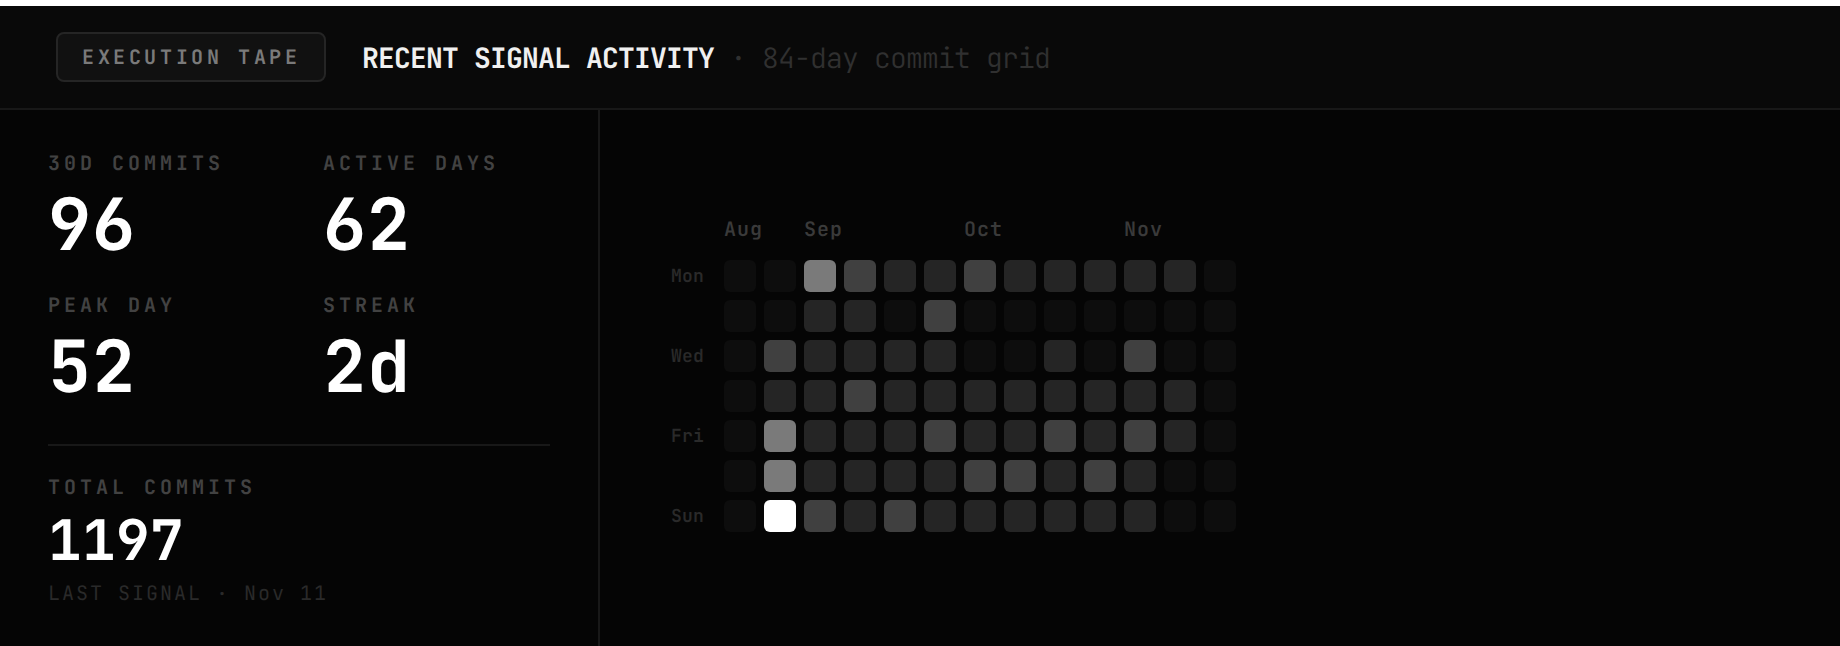 EXECUTION TAPE
RECENT SIGNAL ACTIVITY · 84-day commit grid
30D COMMITS
96
ACTIVE DAYS
62
PEAK DAY
52
STREAK
2d
TOTAL COMMITS
1197
LAST SIGNAL · Nov 11
Aug Sep Oct Nov
Mon
Wed
Fri
Sun